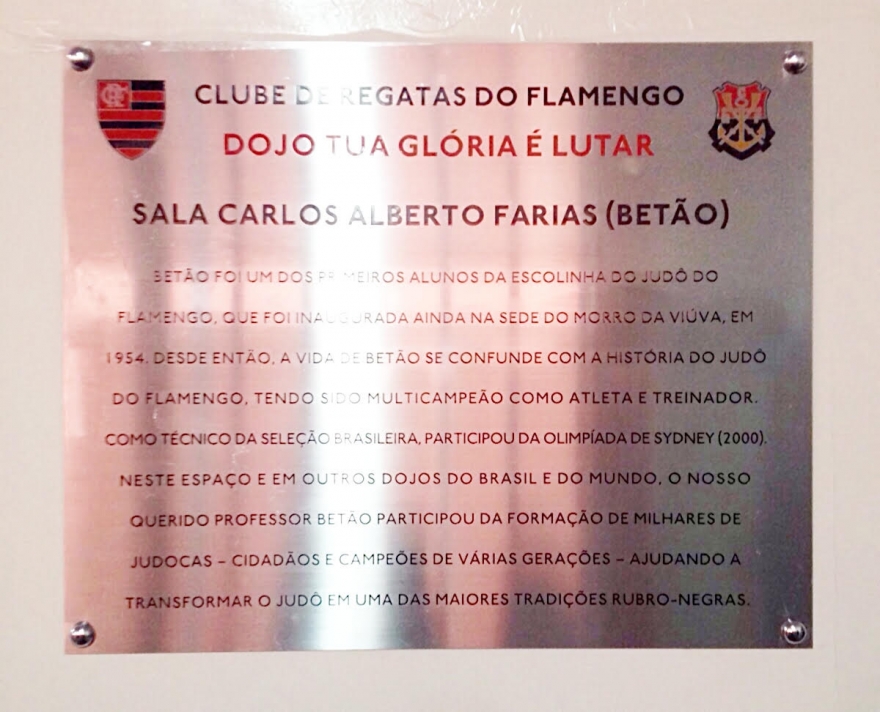 CLUBE DE REGATAS DO FLAMENGO
DOJO TUA GLÓRIA É LUTAR
SALA CARLOS ALBERTO FARIAS (BETÃO)
BETÃO FOI UM DOS PRIMEIROS ALUNOS DA ESCOLINHA DO JUDÔ DO
FLAMENGO, QUE FOI INAUGURADA AINDA NA SEDE DO MORRO DA VIÚVA, EM
1954. DESDE ENTÃO, A VIDA DE BETÃO SE CONFUNDE COM A HISTÓRIA DO JUDÔ
DO FLAMENGO, TENDO SIDO MULTICAMPEÃO COMO ATLETA E TREINADOR.
COMO TÉCNICO DA SELEÇÃO BRASILEIRA, PARTICIPOU DA OLIMPÍADA DE SYDNEY (2000).
NESTE ESPAÇO E EM OUTROS DOJOS DO BRASIL E DO MUNDO, O NOSSO
QUERIDO PROFESSOR BETÃO PARTICIPOU DA FORMAÇÃO DE MILHARES DE
JUDOCAS – CIDADÃOS E CAMPEÕES DE VÁRIAS GERAÇÕES – AJUDANDO A
TRANSFORMAR O JUDÔ EM UMA DAS MAIORES TRADIÇÕES RUBRO-NEGRAS.